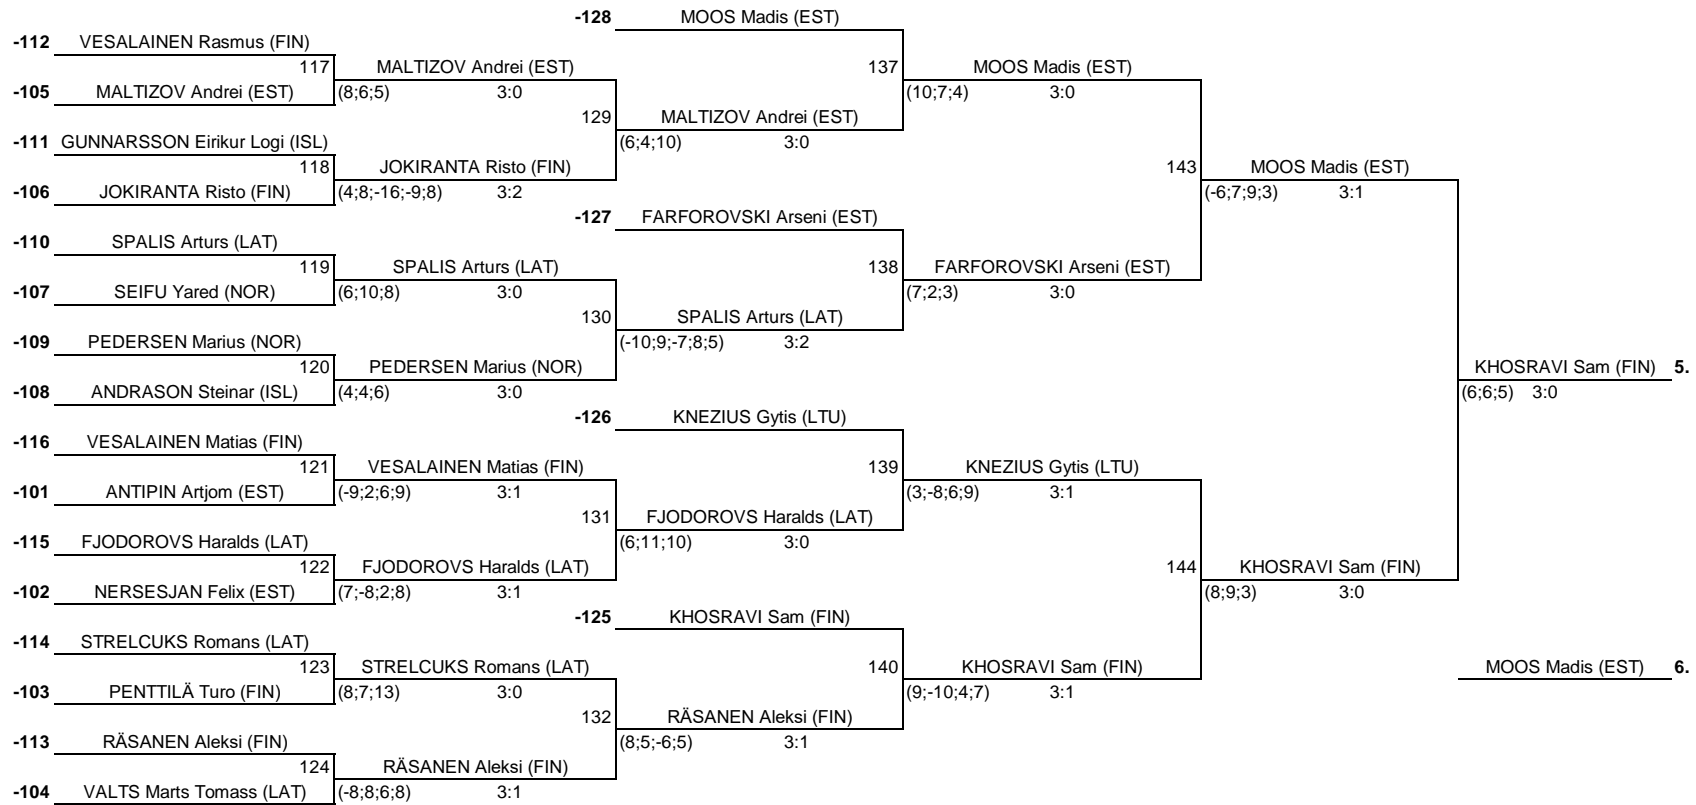 -128 MOOS Madis (EST)
-112 VESALAINEN Rasmus (FIN)
117 MALTIZOV Andrei (EST) 137 MOOS Madis (EST)
-105 MALTIZOV Andrei (EST) (8;6;5) 3:0 (10;7;4) 3:0
129 MALTIZOV Andrei (EST)
-111 GUNNARSSON Eirikur Logi (ISL) (6;4;10) 3:0
118 JOKIRANTA Risto (FIN) 143 MOOS Madis (EST)
-106 JOKIRANTA Risto (FIN) (4;8;-16;-9;8) 3:2 (-6;7;9;3) 3:1
-127 FARFOROVSKI Arseni (EST)
-110 SPALIS Arturs (LAT)
119 SPALIS Arturs (LAT) 138 FARFOROVSKI Arseni (EST)
-107 SEIFU Yared (NOR) (6;10;8) 3:0 (7;2;3) 3:0
130 SPALIS Arturs (LAT)
-109 PEDERSEN Marius (NOR) (-10;9;-7;8;5) 3:2
120 PEDERSEN Marius (NOR) KHOSRAVI Sam (FIN) 5.
-108 ANDRASON Steinar (ISL) (4;4;6) 3:0 (6;6;5) 3:0
-126 KNEZIUS Gytis (LTU)
-116 VESALAINEN Matias (FIN)
121 VESALAINEN Matias (FIN) 139 KNEZIUS Gytis (LTU)
-101 ANTIPIN Artjom (EST) (-9;2;6;9) 3:1 (3;-8;6;9) 3:1
131 FJODOROVS Haralds (LAT)
-115 FJODOROVS Haralds (LAT) (6;11;10) 3:0
122 FJODOROVS Haralds (LAT) 144 KHOSRAVI Sam (FIN)
-102 NERSESJAN Felix (EST) (7;-8;2;8) 3:1 (8;9;3) 3:0
-125 KHOSRAVI Sam (FIN)
-114 STRELCUKS Romans (LAT)
123 STRELCUKS Romans (LAT) 140 KHOSRAVI Sam (FIN) MOOS Madis (EST) 6.
-103 PENTTILÄ Turo (FIN) (8;7;13) 3:0 (9;-10;4;7) 3:1
132 RÄSANEN Aleksi (FIN)
-113 RÄSANEN Aleksi (FIN) (8;5;-6;5) 3:1
124 RÄSANEN Aleksi (FIN)
-104 VALTS Marts Tomass (LAT) (-8;8;6;8) 3:1